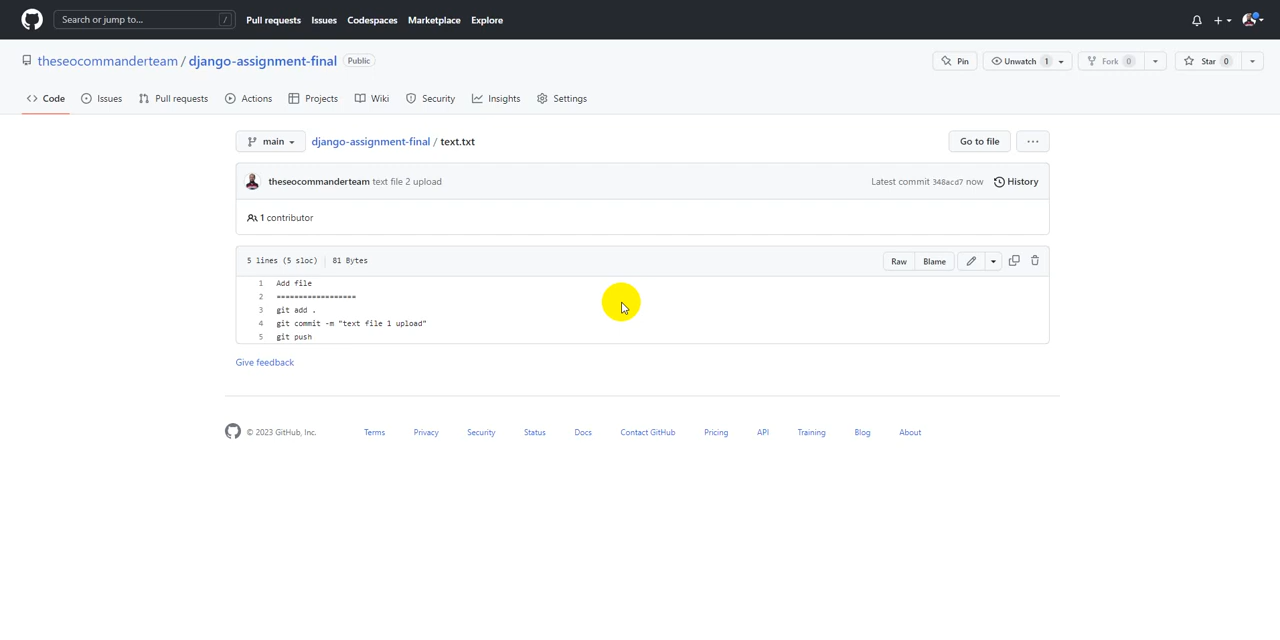 Search or jump to... /
Pull requests Issues Codespaces Marketplace Explore
theseocommanderteam / django-assignment-final Public
Pin Unwatch 1 Fork 0 Star 0
Code Issues Pull requests Actions Projects Wiki Security Insights Settings
main django-assignment-final / text.txt Go to file ...
theseocommanderteam text file 2 upload Latest commit 348acd7 now History
1 contributor
5 lines (5 sloc) 81 Bytes Raw Blame
1 Add file
2 ==================
3 git add .
4 git commit -m "text file 1 upload"
5 git push
Give feedback
© 2023 GitHub, Inc. Terms Privacy Security Status Docs Contact GitHub Pricing API Training Blog About